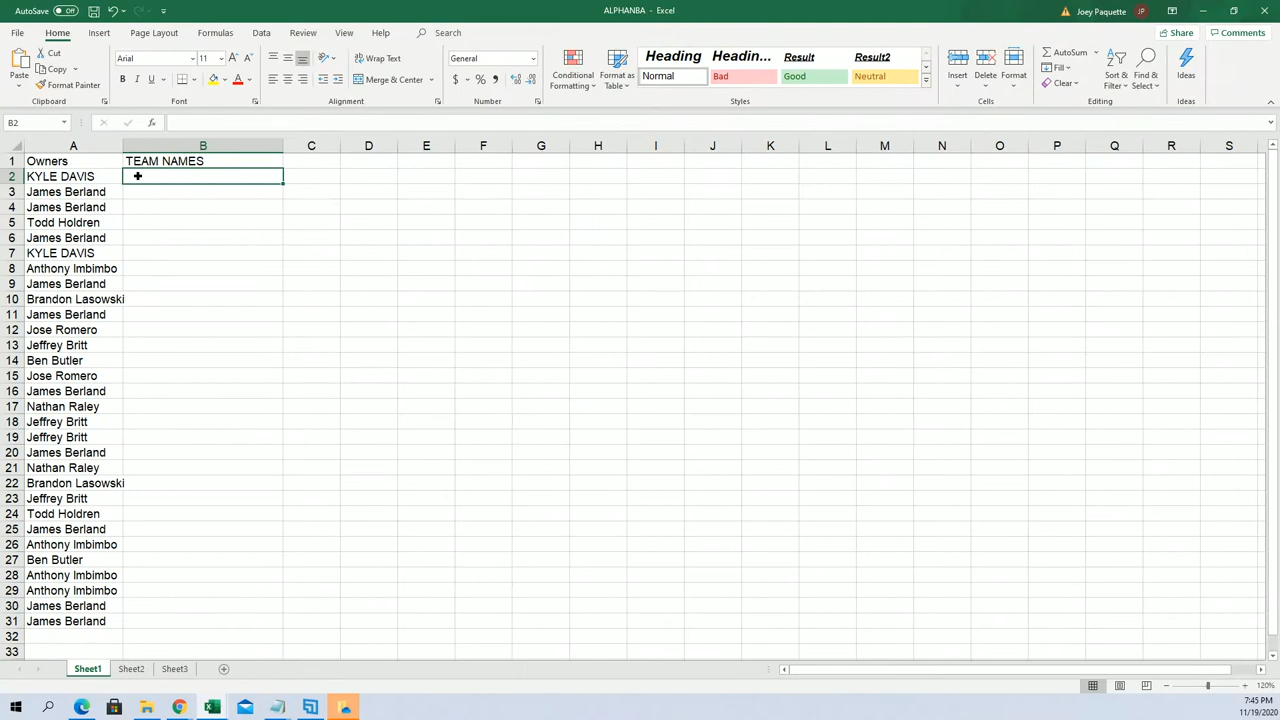 AutoSave Off
ALPHANBA - Excel
Joey Paquette JP
File Home Insert Page Layout Formulas Data Review View Help Search
Share Comments
Paste
Cut
Copy
Format Painter
Clipboard
Arial 11
B I U
Font
Wrap Text
Merge & Center
Alignment
General
$ % ,
Number
Conditional Formatting
Format as Table
Heading Headin... Result Result2
Normal Bad Good Neutral
Styles
Insert Delete Format
Cells
AutoSum
Fill
Clear
Sort & Filter
Find & Select
Editing
Ideas
Ideas
B2 fx
A B C D E F G H I J K L M N O P Q R S
1 Owners TEAM NAMES
2 KYLE DAVIS
3 James Berland
4 James Berland
5 Todd Holdren
6 James Berland
7 KYLE DAVIS
8 Anthony Imbimbo
9 James Berland
10 Brandon Lasowski
11 James Berland
12 Jose Romero
13 Jeffrey Britt
14 Ben Butler
15 Jose Romero
16 James Berland
17 Nathan Raley
18 Jeffrey Britt
19 Jeffrey Britt
20 James Berland
21 Nathan Raley
22 Brandon Lasowski
23 Jeffrey Britt
24 Todd Holdren
25 James Berland
26 Anthony Imbimbo
27 Ben Butler
28 Anthony Imbimbo
29 Anthony Imbimbo
30 James Berland
31 James Berland
32
33
Sheet1 Sheet2 Sheet3
120%
7:45 PM
11/19/2020